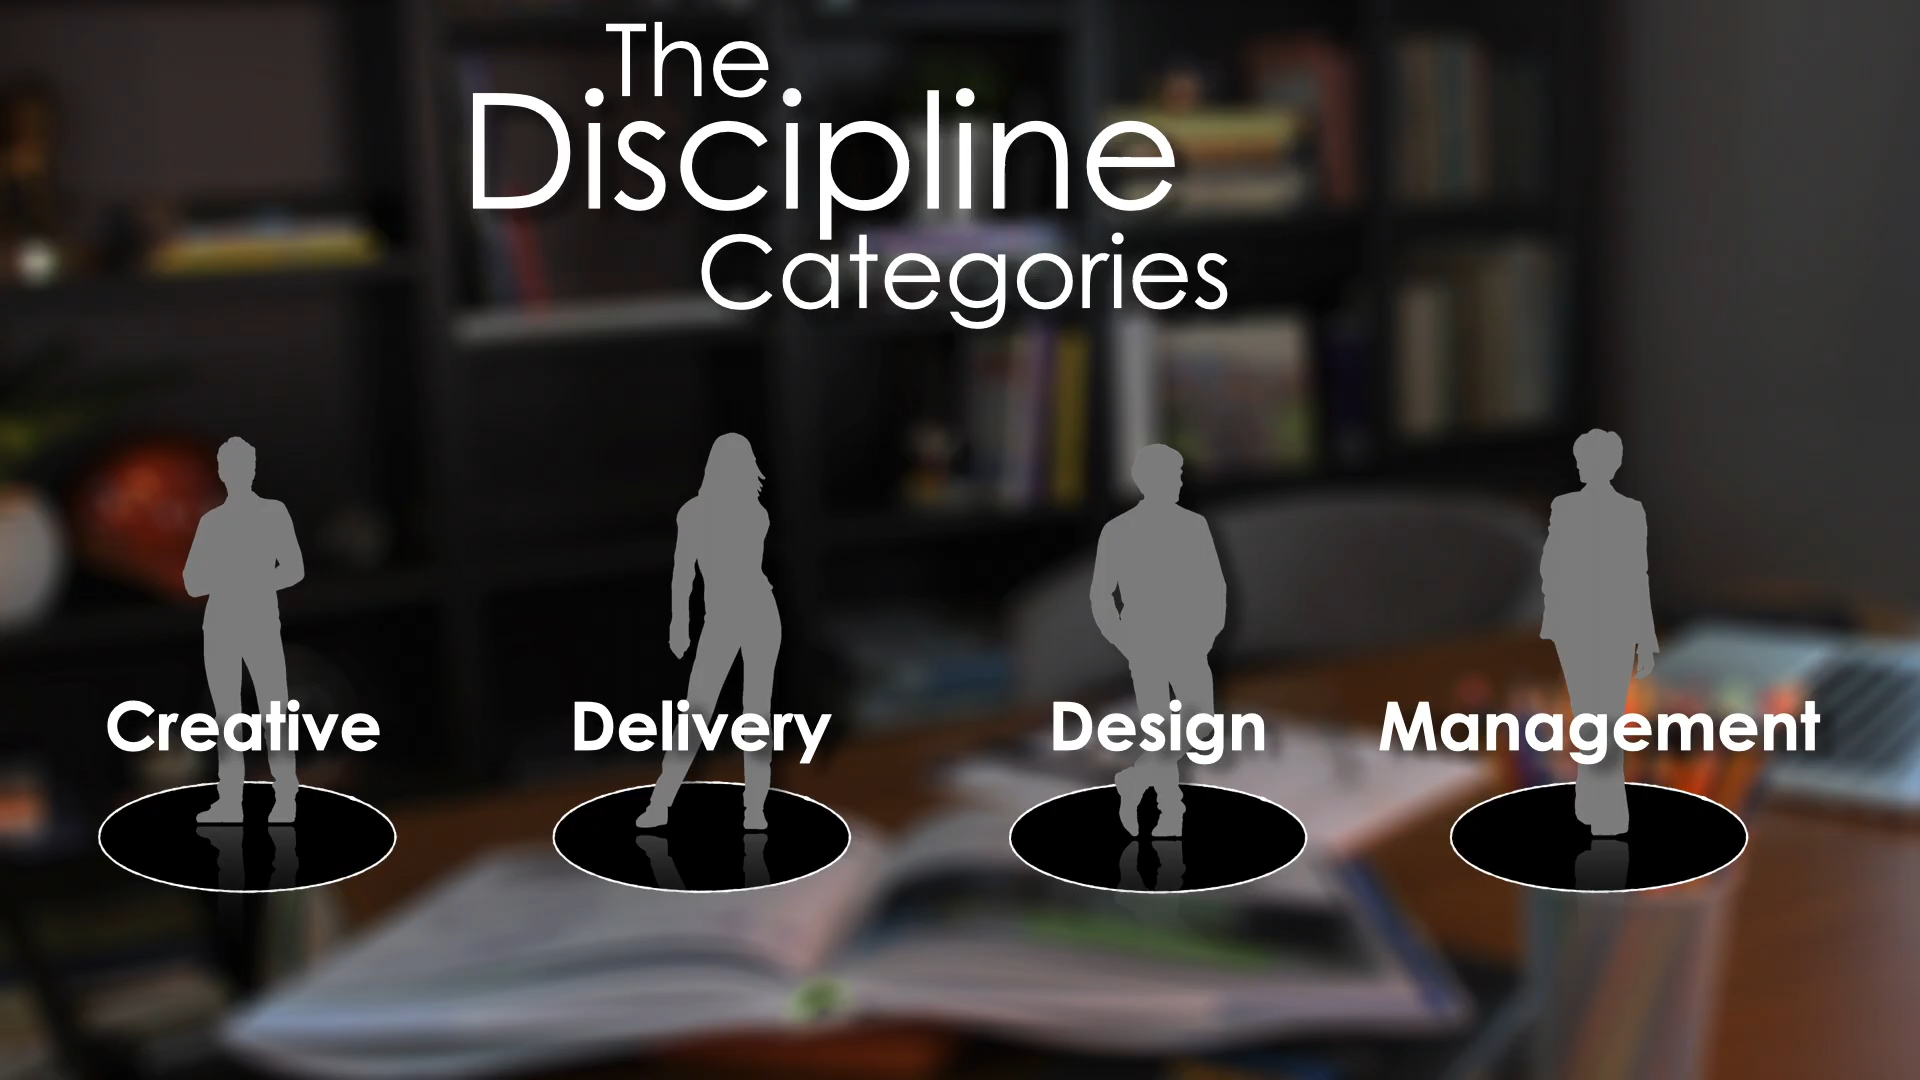 The
Discipline
Categories
Creative
Delivery
Design
Management